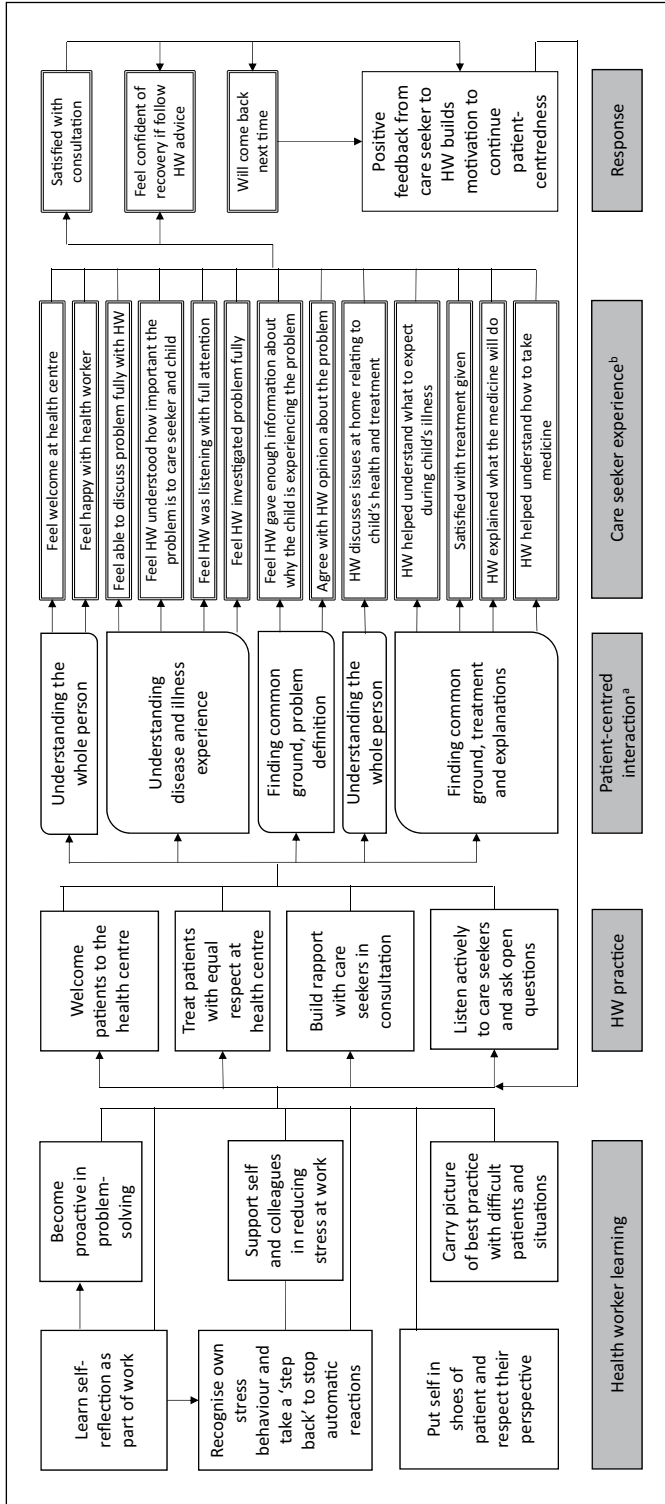 Learn self-
reflection as
part of work
Become
proactive in
problem-
solving
Recognise own
stress
behaviour and
take a ‘step
back’ to stop
automatic
reactions
Support self
and colleagues
in reducing
stress at work
Put self in
shoes of
patient and
respect their
perspective
Carry picture
of best practice
with difficult
patients and
situations
Health worker learning
Welcome
patients to the
health centre
Treat patients
with equal
respect at
health centre
Build rapport
with care
seekers in
consultation
Listen actively
to care seekers
and ask open
questions
HW practice
Understanding the
whole person
Understanding
disease and illness
experience
Finding common
ground, problem
definition
Understanding the
whole person
Finding common
ground, treatment
and explanations
Patient-centred
interactionᵃ
Feel welcome at health centre
Feel happy with health worker
Feel able to discuss problem fully with HW
Feel HW understood how important the
problem is to care seeker and child
Feel HW was listening with full attention
Feel HW investigated problem fully
Feel HW gave enough information about
why the child is experiencing the problem
Agree with HW opinion about the problem
HW discusses issues at home relating to
child’s health and treatment
HW helped understand what to expect
during child’s illness
Satisfied with treatment given
HW explained what the medicine will do
HW helped understand how to take
medicine
Care seeker experienceᵇ
Satisfied with
consultation
Feel confident of
recovery if follow
HW advice
Will come back
next time
Positive
feedback from
care seeker to
HW builds
motivation to
continue
patient-
centredness
Response